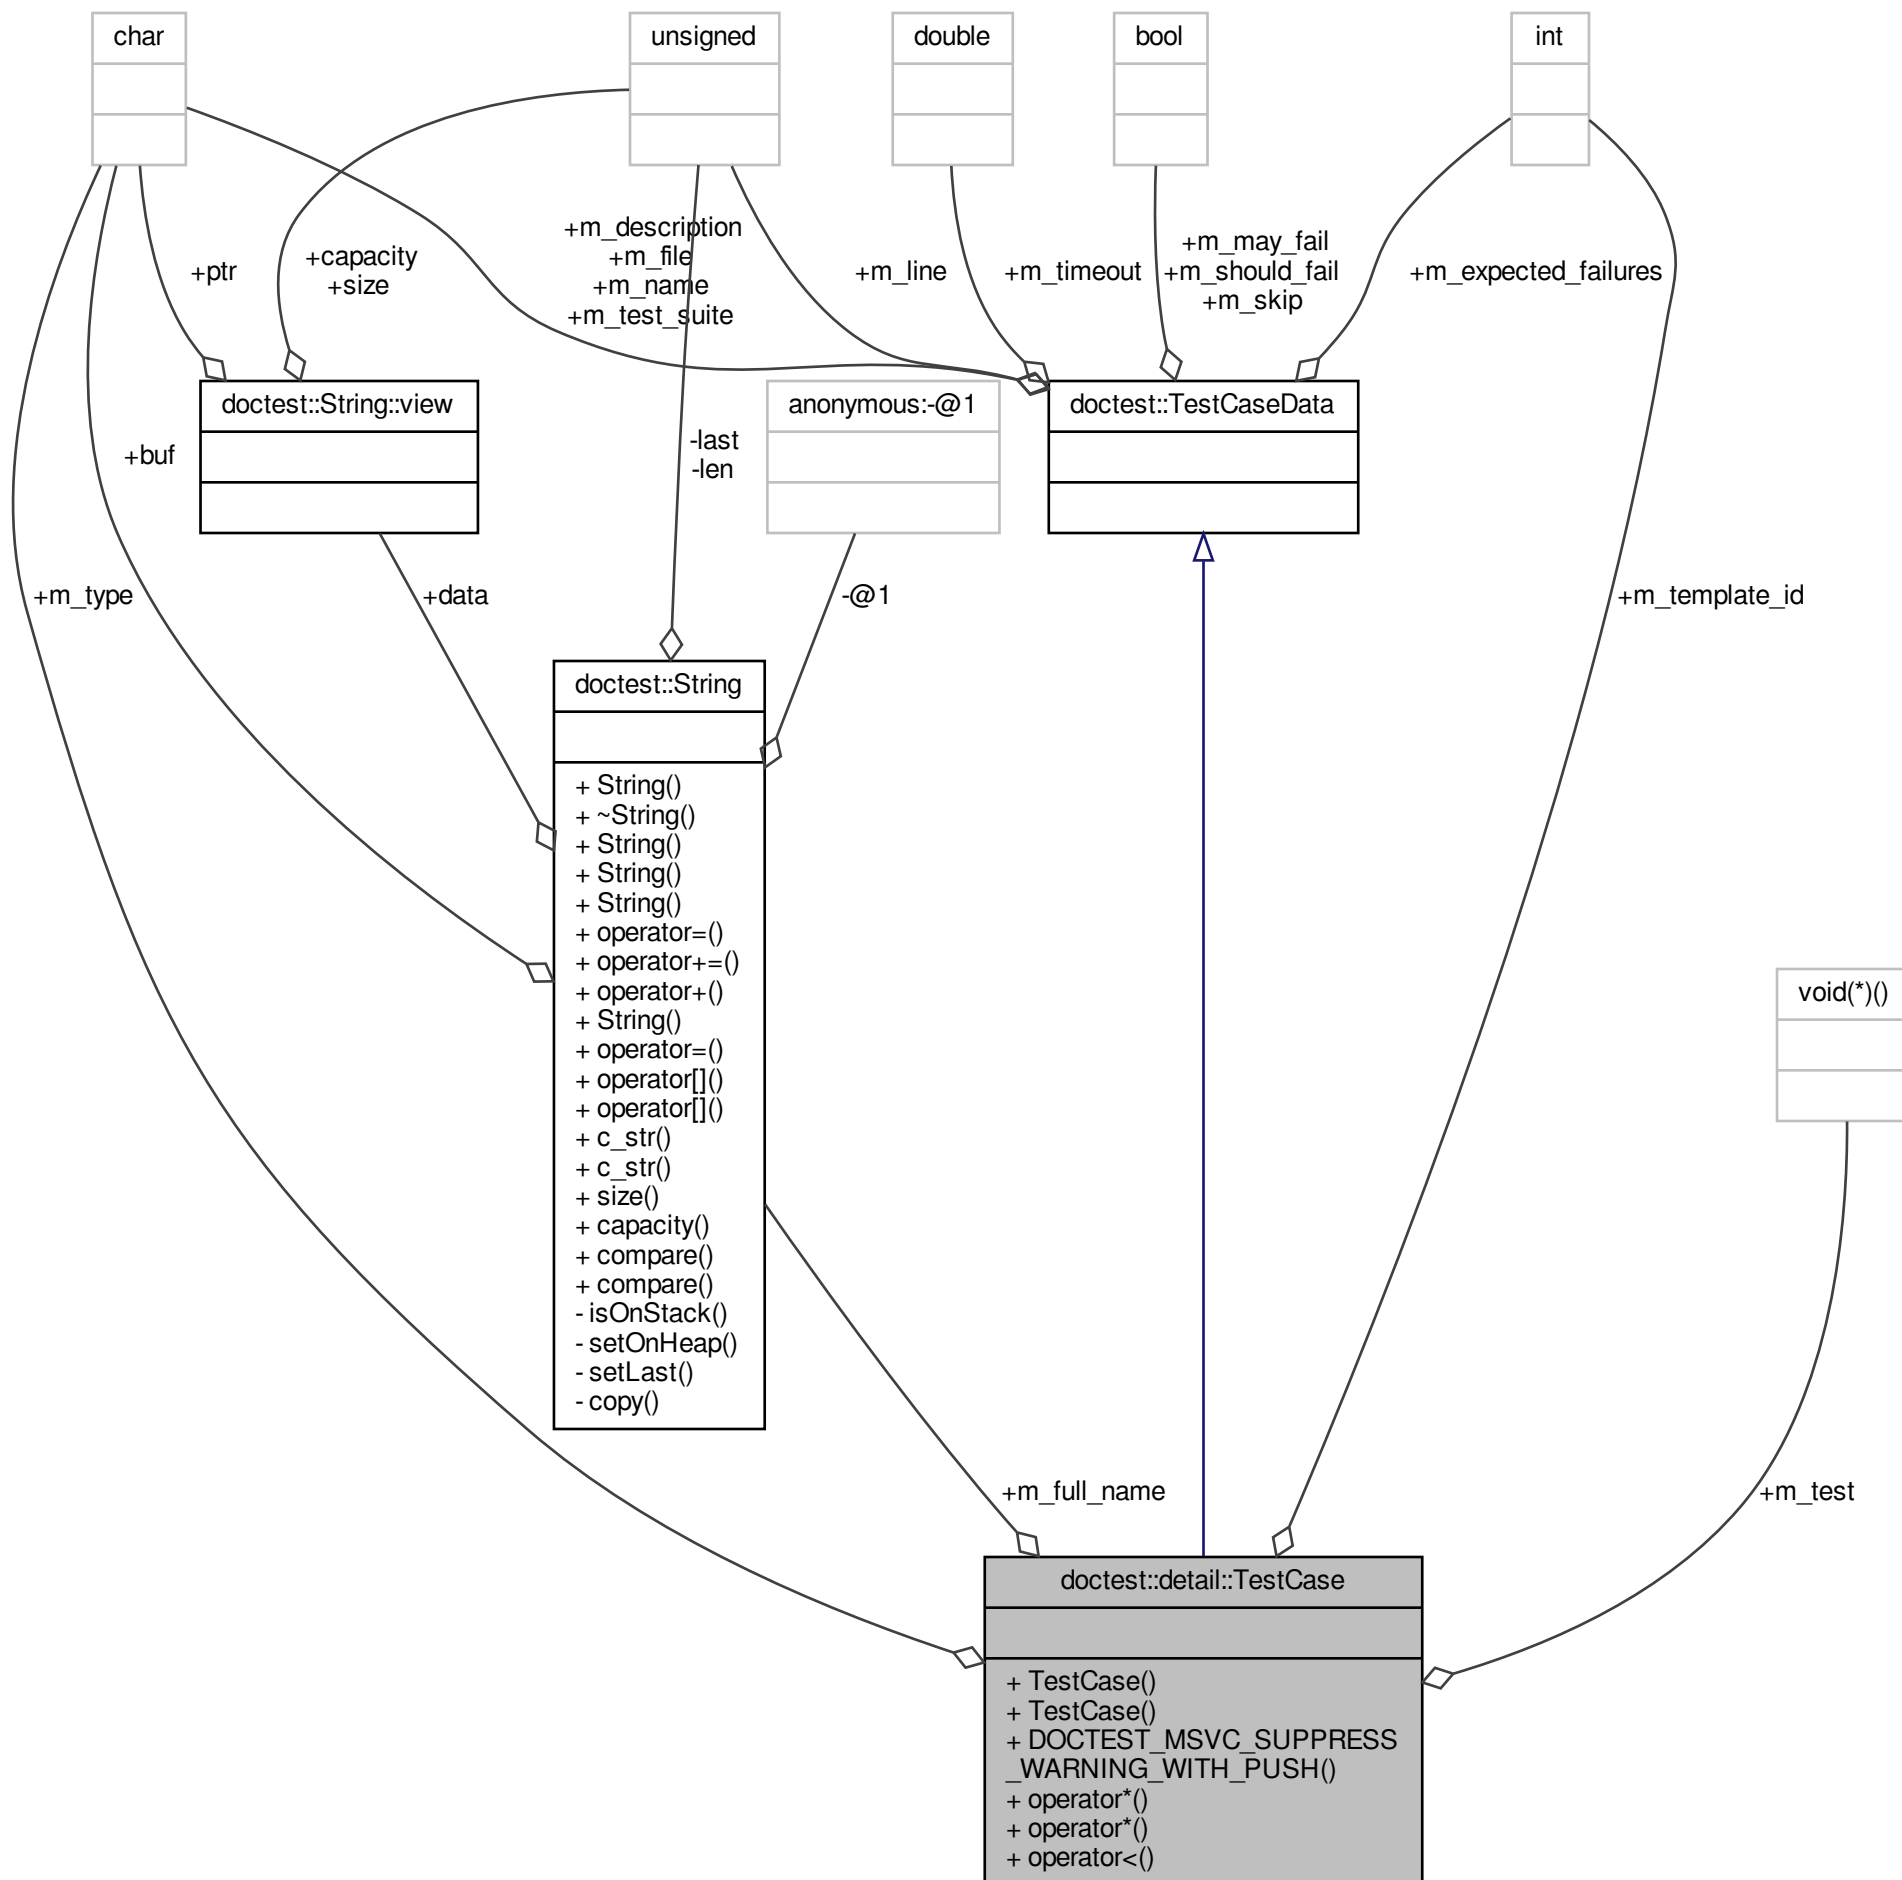 char
unsigned
double
bool
int
+ptr
+capacity
+size
+m_description
+m_file
+m_name
+m_test_suite
+m_line
+m_timeout
+m_may_fail
+m_should_fail
+m_skip
+m_expected_failures
doctest::String::view
anonymous:-@1
doctest::TestCaseData
+buf
-last
-len
+m_type
+data
-@1
+m_template_id
doctest::String
+ String()
+ ~String()
+ String()
+ String()
+ String()
+ operator=()
+ operator+=()
+ operator+()
+ String()
+ operator=()
+ operator[]()
+ operator[]()
+ c_str()
+ c_str()
+ size()
+ capacity()
+ compare()
+ compare()
- isOnStack()
- setOnHeap()
- setLast()
- copy()
void(*)()
+m_full_name
+m_test
doctest::detail::TestCase
+ TestCase()
+ TestCase()
+ DOCTEST_MSVC_SUPPRESS
_WARNING_WITH_PUSH()
+ operator*()
+ operator*()
+ operator<()